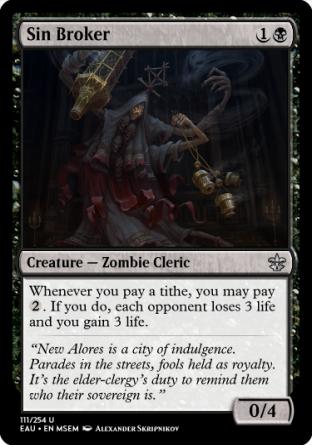 Sin Broker 1
Creature — Zombie Cleric
Whenever you pay a tithe, you may pay
2. If you do, each opponent loses 3 life
and you gain 3 life.
“New Alores is a city of indulgence.
Parades in the streets, fools held as royalty.
It’s the elder-clergy’s duty to remind them
who their sovereign is.”
0/4
111/254 U
EAU • EN MSEM Alexander Skripnikov